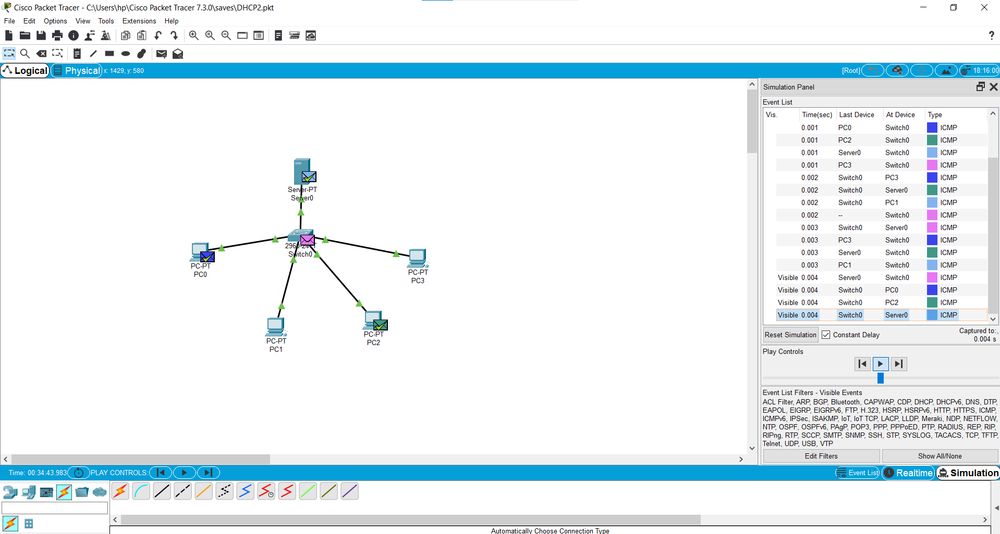 Cisco Packet Tracer - C:\Users\hp\Cisco Packet Tracer 7.3.0\saves\DHCP2.pkt
File Edit Options View Tools Extensions Help
?
Logical Physical x: 1429, y: 580 [Root] 18:16:00
Server-PT
Server0
2960-24TT
Switch0
PC-PT
PC0
PC-PT
PC3
PC-PT
PC1
PC-PT
PC2
Simulation Panel
Event List
Vis. Time(sec) Last Device At Device Type
0.001 PC0 Switch0 ICMP
0.001 PC2 Switch0 ICMP
0.001 Server0 Switch0 ICMP
0.001 PC3 Switch0 ICMP
0.002 Switch0 PC3 ICMP
0.002 Switch0 Server0 ICMP
0.002 Switch0 PC1 ICMP
0.002 -- Switch0 ICMP
0.003 Switch0 Server0 ICMP
0.003 PC3 Switch0 ICMP
0.003 Server0 Switch0 ICMP
0.003 PC1 Switch0 ICMP
Visible 0.004 Server0 Switch0 ICMP
Visible 0.004 Switch0 PC0 ICMP
Visible 0.004 Switch0 PC2 ICMP
Visible 0.004 Switch0 Server0 ICMP
Reset Simulation Constant Delay Captured to:
0.004 s
Play Controls
Event List Filters - Visible Events
ACL Filter, ARP, BGP, Bluetooth, CAPWAP, CDP, DHCP, DHCPv6, DNS, DTP,
EAPOL, EIGRP, EIGRPv6, FTP, H.323, HSRP, HSRPv6, HTTP, HTTPS, ICMP,
ICMPv6, IPSec, ISAKMP, IoT, IoT TCP, LACP, LLDP, Meraki, NDP, NETFLOW,
NTP, OSPF, OSPFv6, PAgP, POP3, PPP, PPPoED, PTP, RADIUS, REP, RIP,
RIPng, RTP, SCCP, SMTP, SNMP, SSH, STP, SYSLOG, TACACS, TCP, TFTP,
Telnet, UDP, USB, VTP
Edit Filters Show All/None
Time: 00:34:43.983 PLAY CONTROLS: Event List Realtime Simulation
Automatically Choose Connection Type